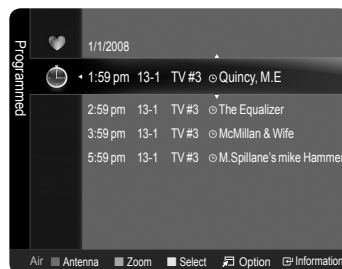 Programmed
1/1/2008
1:59 pm 13-1 TV #3 Quincy, M.E
2:59 pm 13-1 TV #3 The Equalizer
3:59 pm 13-1 TV #3 McMillan & Wife
5:59 pm 13-1 TV #3 M.Spillane's mike Hammer
Air Antenna Zoom Select Option Information